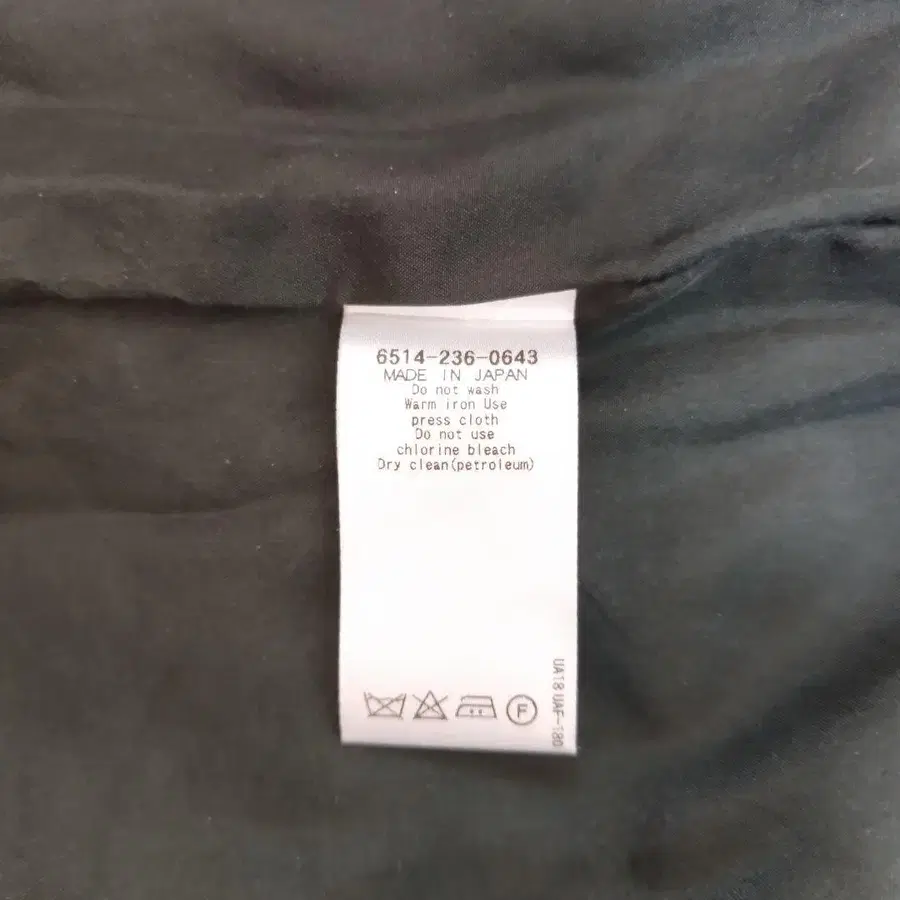 6514-236-0643
MADE IN JAPAN
Do not wash
Warm iron Use
press cloth
Do not use
chlorine bleach
Dry clean(petroleum)
F
UA18 UAF-180